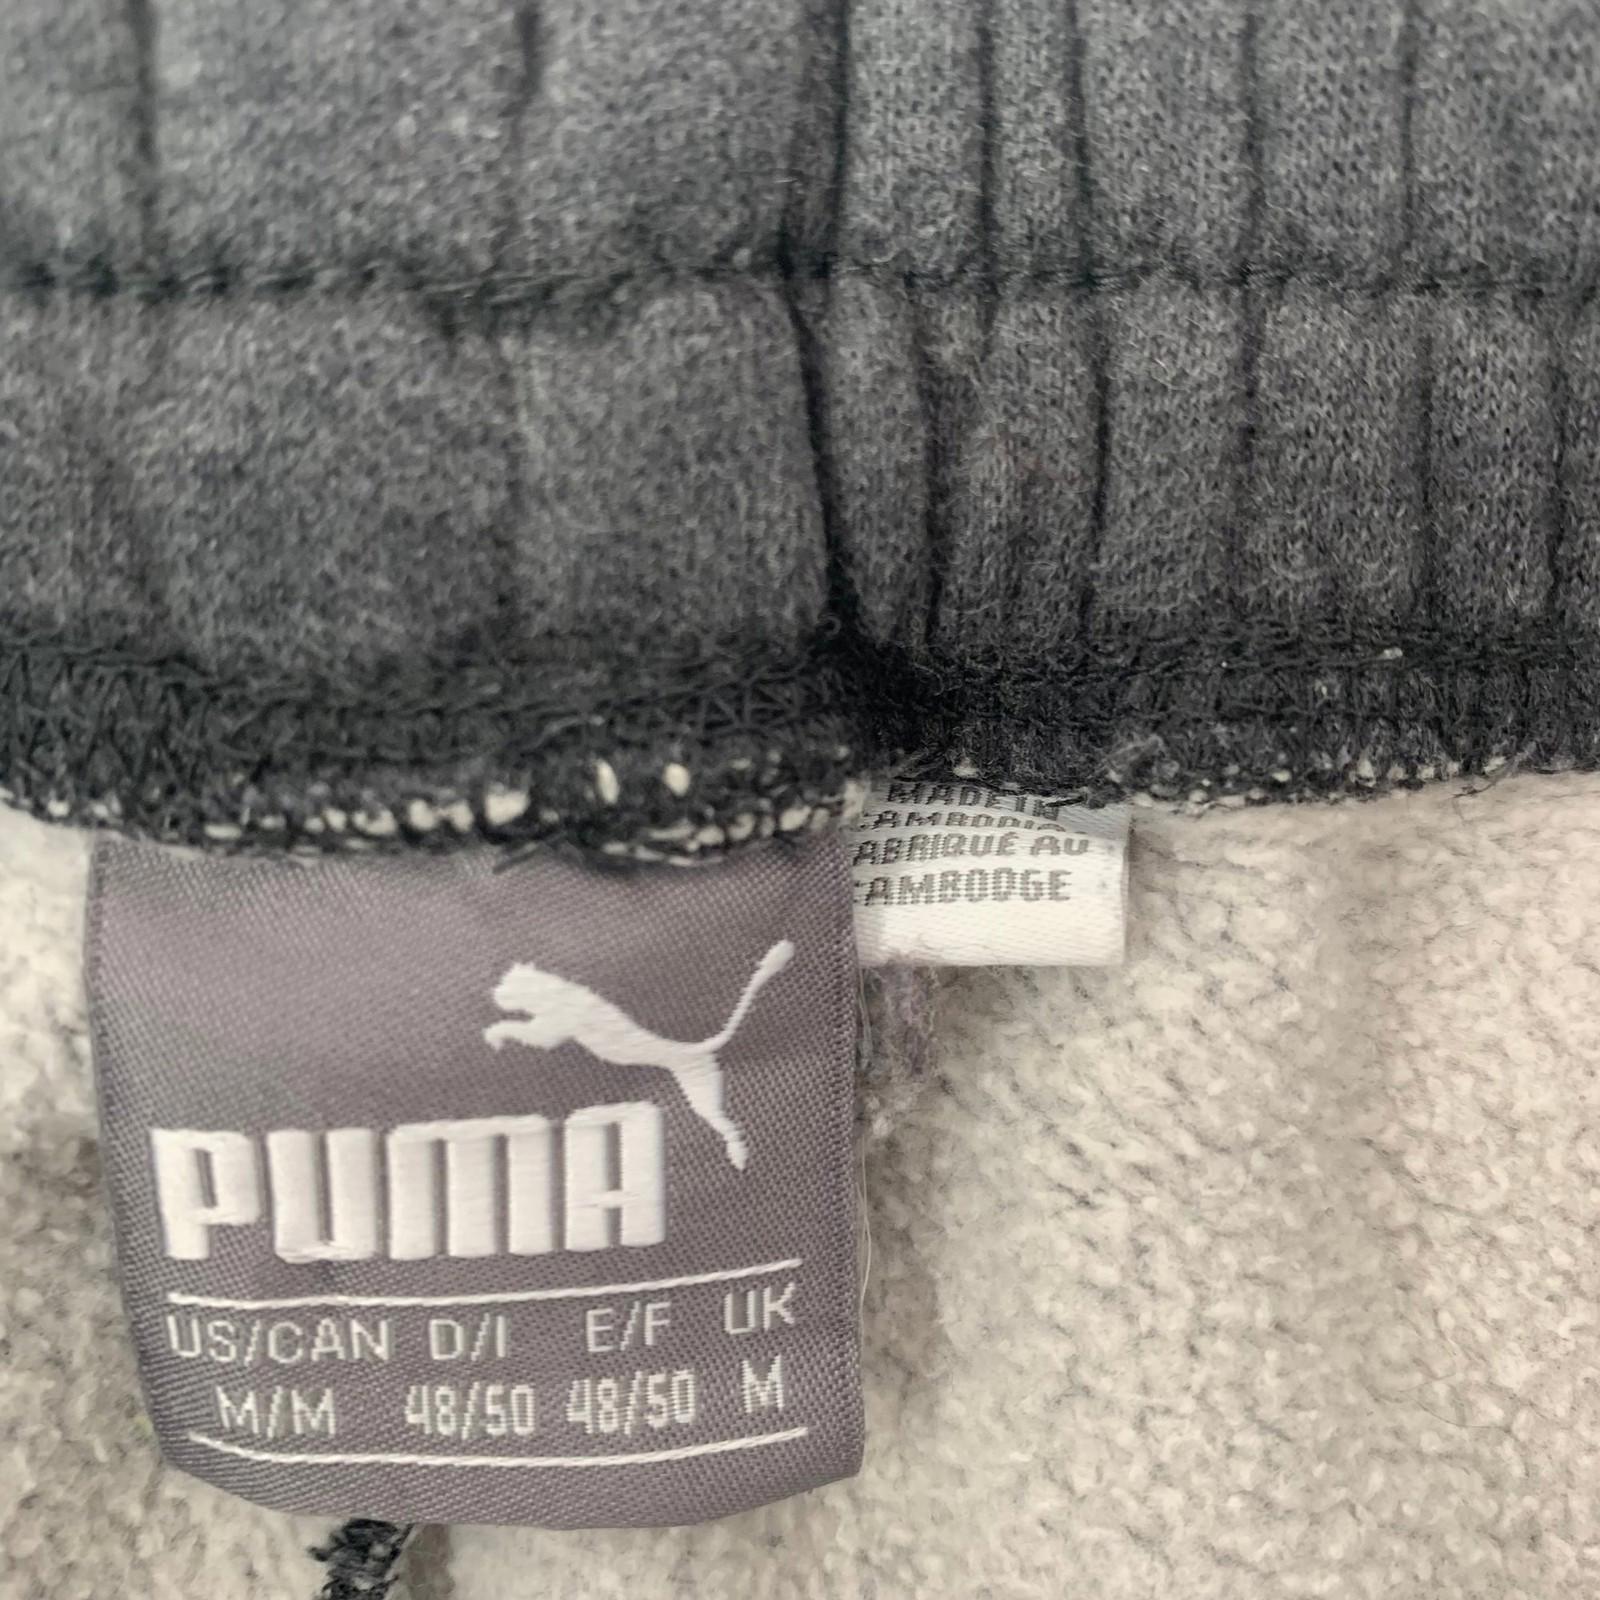 MADE IN
CAMBODIA
FABRIQUÉ AU
CAMBODGE
PUMA
US/CAN D/I E/F UK
M/M 48/50 48/50 M